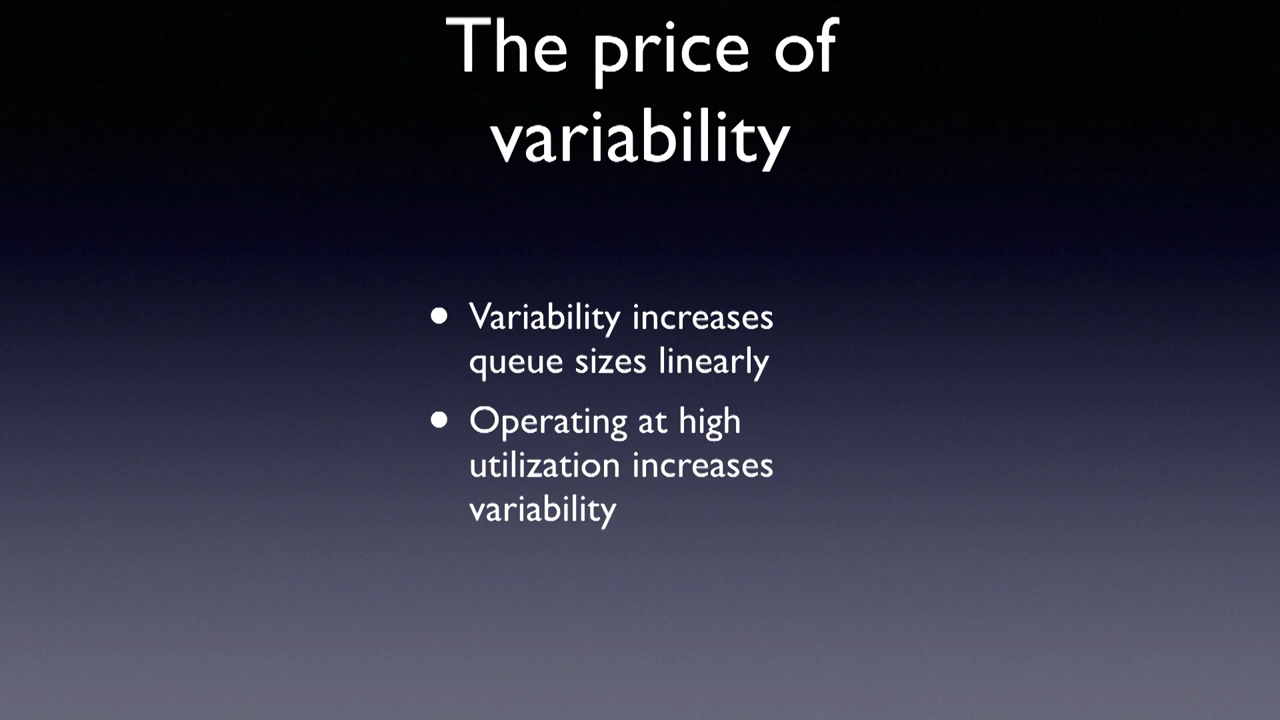 The price of
variability
• Variability increases
queue sizes linearly
• Operating at high
utilization increases
variability